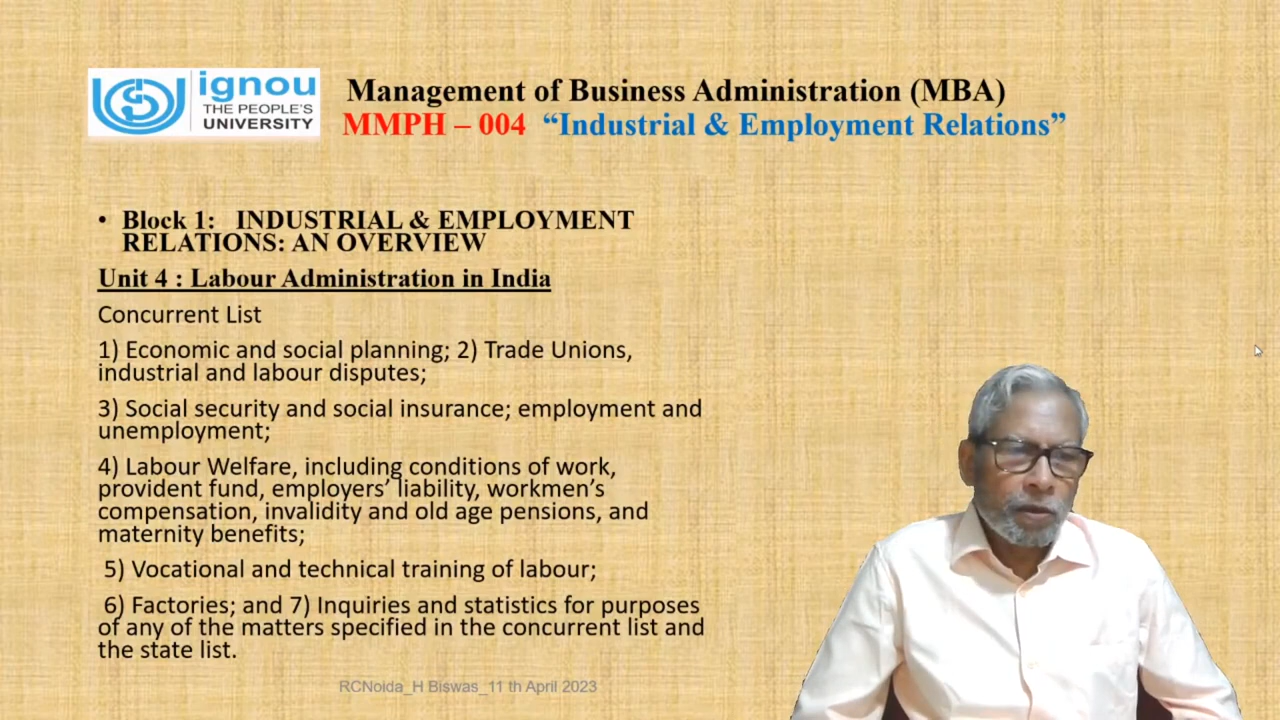 ignou
THE PEOPLE'S
UNIVERSITY
Management of Business Administration (MBA)
MMPH – 004 “Industrial & Employment Relations”
• Block 1: INDUSTRIAL & EMPLOYMENT
RELATIONS: AN OVERVIEW
Unit 4 : Labour Administration in India
Concurrent List
1) Economic and social planning; 2) Trade Unions,
industrial and labour disputes;
3) Social security and social insurance; employment and
unemployment;
4) Labour Welfare, including conditions of work,
provident fund, employers’ liability, workmen’s
compensation, invalidity and old age pensions, and
maternity benefits;
5) Vocational and technical training of labour;
6) Factories; and 7) Inquiries and statistics for purposes
of any of the matters specified in the concurrent list and
the state list.
RCNoida_H Biswas_11 th April 2023